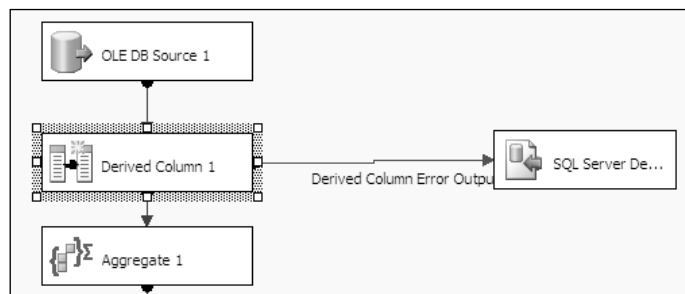 OLE DB Source 1
Derived Column 1
Derived Column Error Outpu
SQL Server De...
Aggregate 1